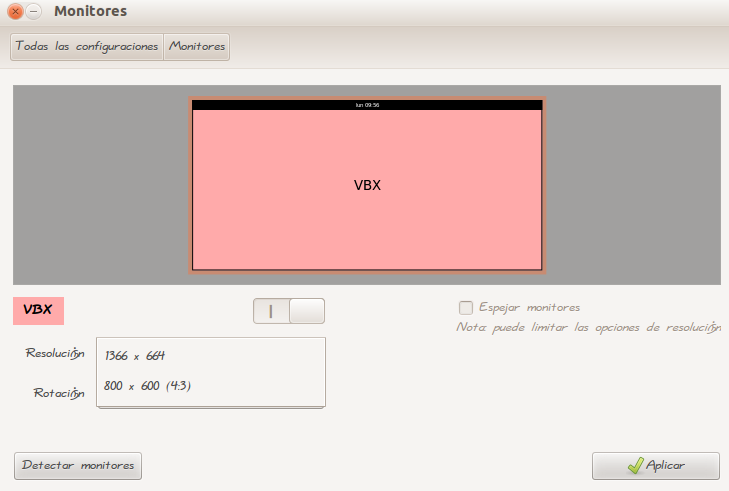 Monitores
Todas las configuraciones Monitores
lun 09:56
VBX
VBX
Espejar monitores
Nota: puede limitar las opciones de resolución
Resolución
1366 x 664
800 x 600 (4:3)
Rotación
Detectar monitores
Aplicar